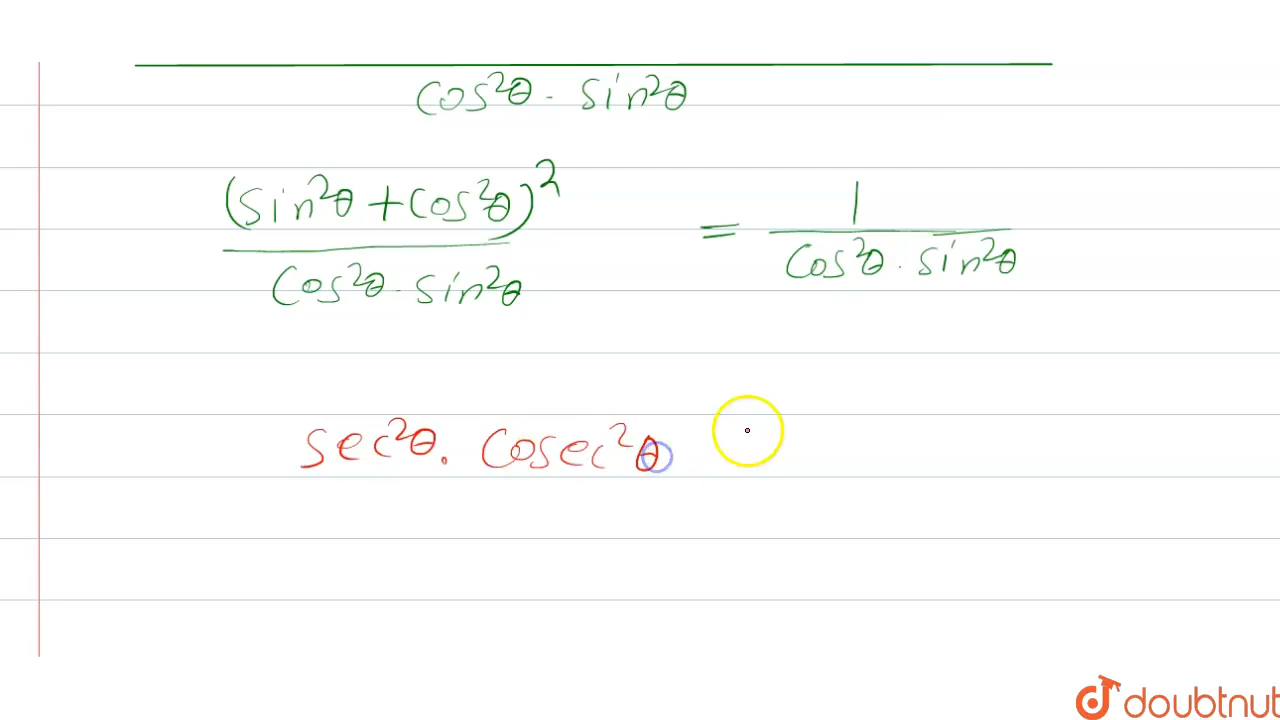 cos²θ . sin²θ
(sin²θ + cos²θ)² = 1
cos²θ . sin²θ cos²θ . sin²θ
sec²θ . cosec²θ
doubtnut